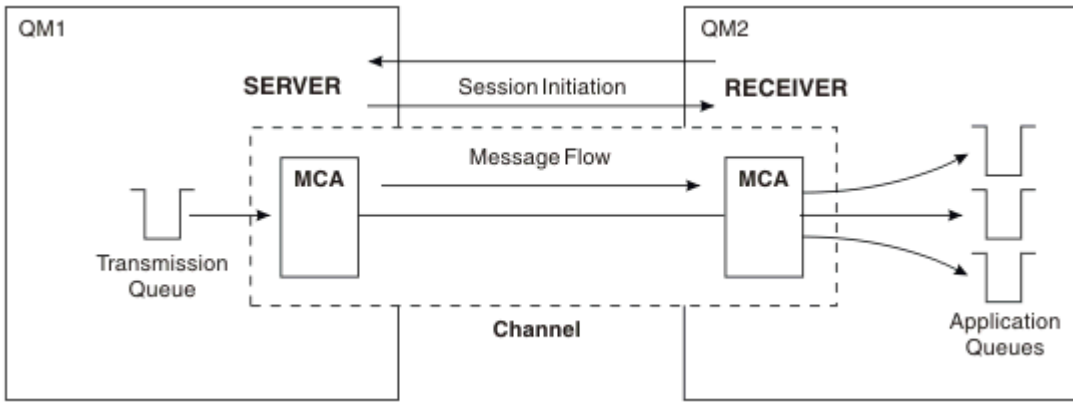 QM1
QM2
SERVER
Session Initiation
RECEIVER
MCA
Message Flow
MCA
Transmission
Queue
Channel
Application
Queues